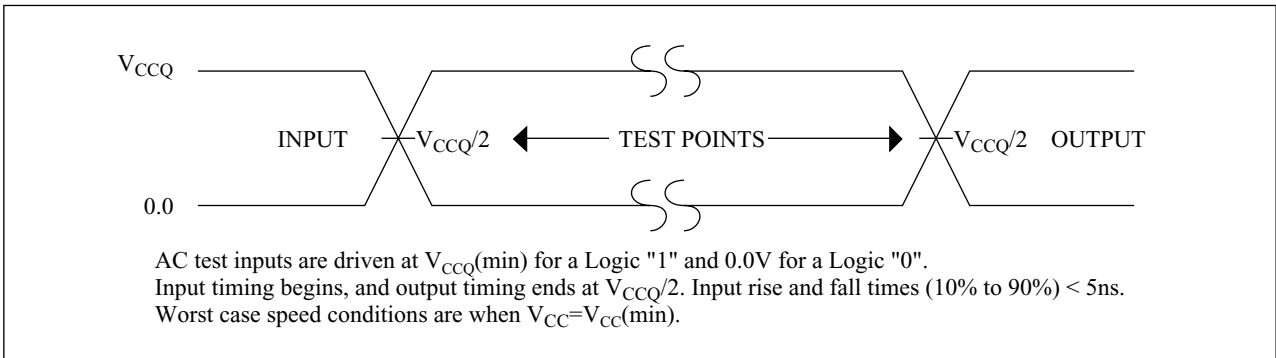 VCCQ
INPUT VCCQ/2 TEST POINTS VCCQ/2 OUTPUT
0.0
AC test inputs are driven at VCCQ(min) for a Logic "1" and 0.0V for a Logic "0".
Input timing begins, and output timing ends at VCCQ/2. Input rise and fall times (10% to 90%) < 5ns.
Worst case speed conditions are when VCC=VCC(min).